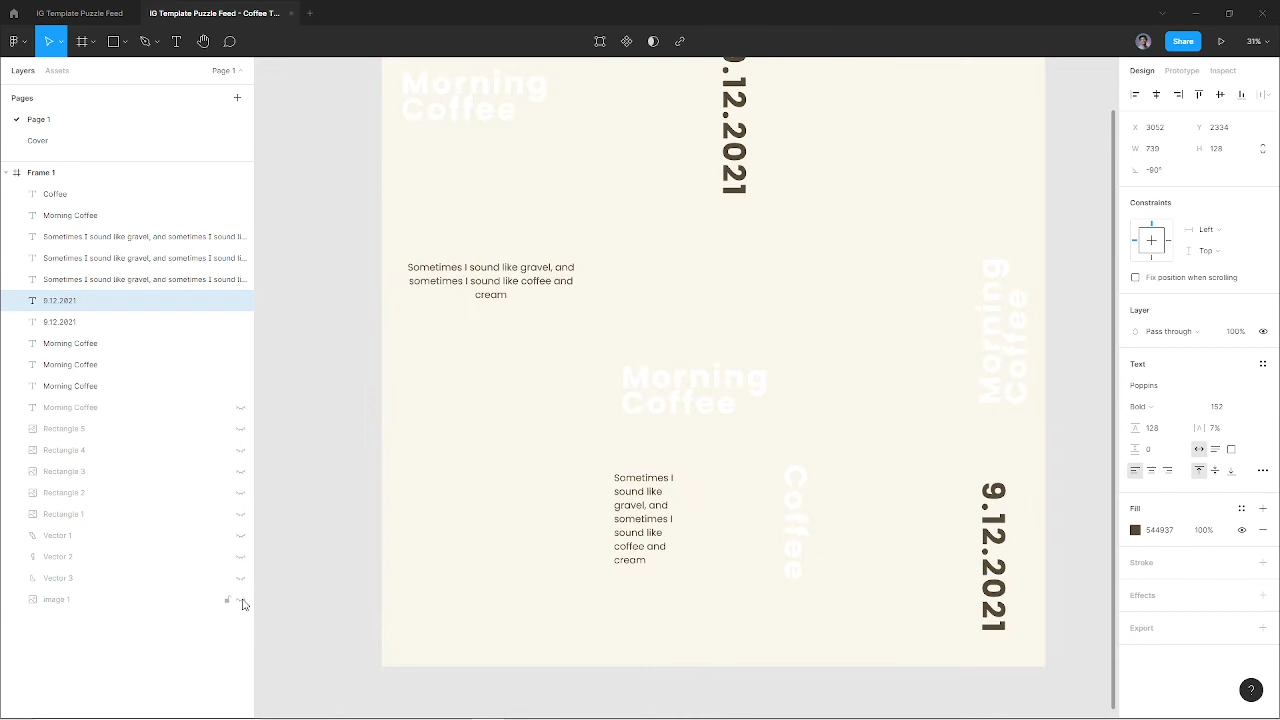 IG Template Puzzle Feed
IG Template Puzzle Feed - Coffee T...
Share
31%
Layers
Assets
Page 1
Pages
Page 1
Cover
Frame 1
Coffee
Morning Coffee
Sometimes I sound like gravel, and sometimes I sound li...
Sometimes I sound like gravel, and sometimes I sound li...
Sometimes I sound like gravel, and sometimes I sound li...
9.12.2021
9.12.2021
Morning Coffee
Morning Coffee
Morning Coffee
Morning Coffee
Rectangle 5
Rectangle 4
Rectangle 3
Rectangle 2
Rectangle 1
Vector 1
Vector 2
Vector 3
image 1
Morning
Coffee
.12.2021
Sometimes I sound like gravel, and
sometimes I sound like coffee and
cream
Morning
Coffee
Morning
Coffee
Sometimes I
sound like
gravel, and
sometimes I
sound like
coffee and
cream
Coffee
9.12.2021
Design
Prototype
Inspect
X 3052 Y 2334
W 739 H 128
-90°
Constraints
Left
Top
Fix position when scrolling
Layer
Pass through 100%
Text
Poppins
Bold 152
128 7%
0
Fill
544937 100%
Stroke
Effects
Export
?